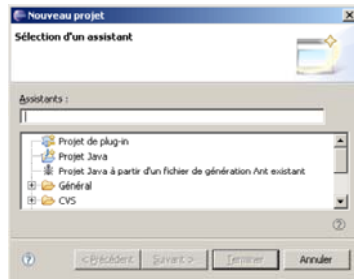 Nouveau projet
Sélection d'un assistant
Assistants :
Projet de plug-in
Projet Java
Projet Java à partir d'un fichier de génération Ant existant
Général
CVS
< Précédent Suivant > Terminer Annuler